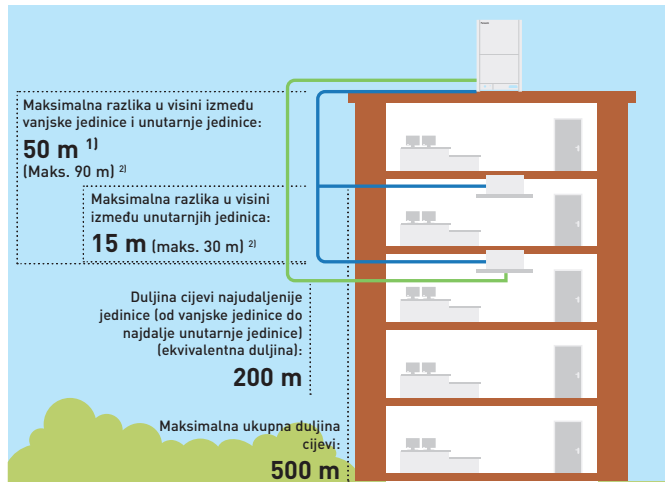 Maksimalna razlika u visini između
vanjske jedinice i unutarnje jedinice:
50 m 1)
(Maks. 90 m) 2)
Maksimalna razlika u visini
između unutarnjih jedinica:
15 m (maks. 30 m) 2)
Duljina cijevi najudaljenije
jedinice (od vanjske jedinice do
najdalje unutarnje jedinice)
(ekvivalentna duljina):
200 m
Maksimalna ukupna duljina
cijevi:
500 m